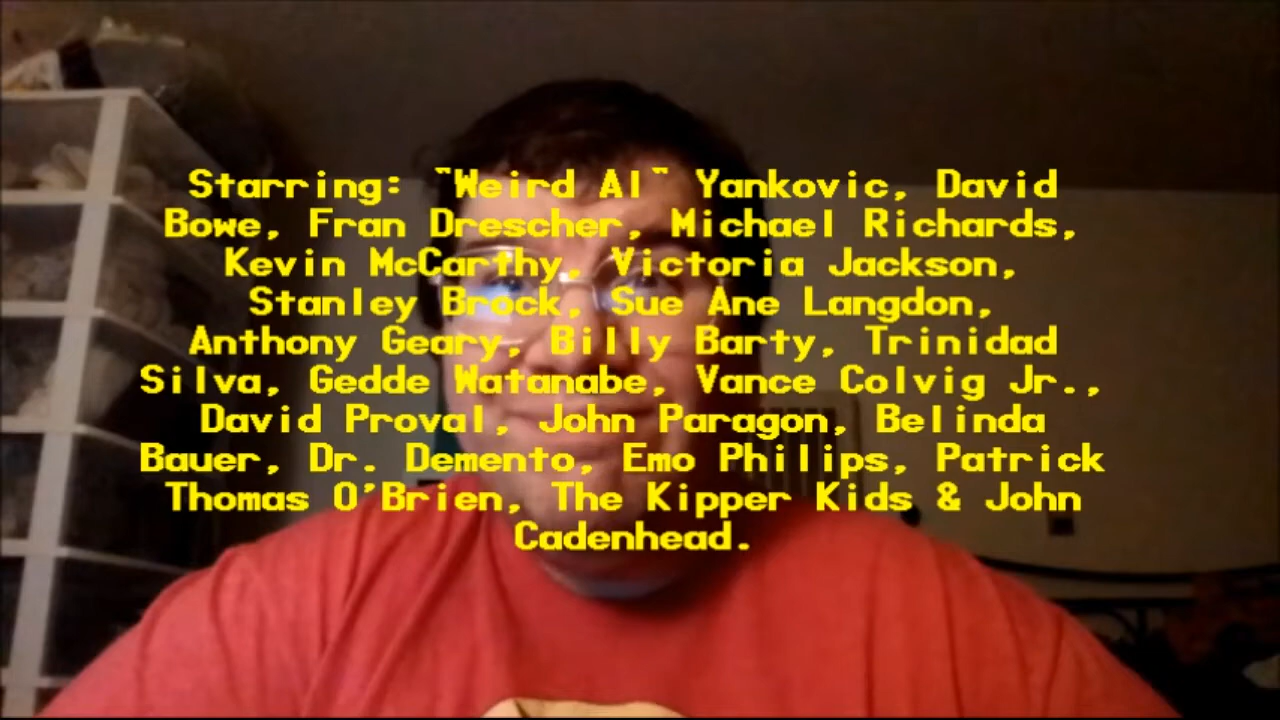 Starring: "Weird Al" Yankovic, David
Bowe, Fran Drescher, Michael Richards,
Kevin McCarthy, Victoria Jackson,
Stanley Brock, Sue Ane Langdon,
Anthony Geary, Billy Barty, Trinidad
Silva, Gedde Watanabe, Vance Colvig Jr.,
David Proval, John Paragon, Belinda
Bauer, Dr. Demento, Emo Philips, Patrick
Thomas O'Brien, The Kipper Kids & John
Cadenhead.